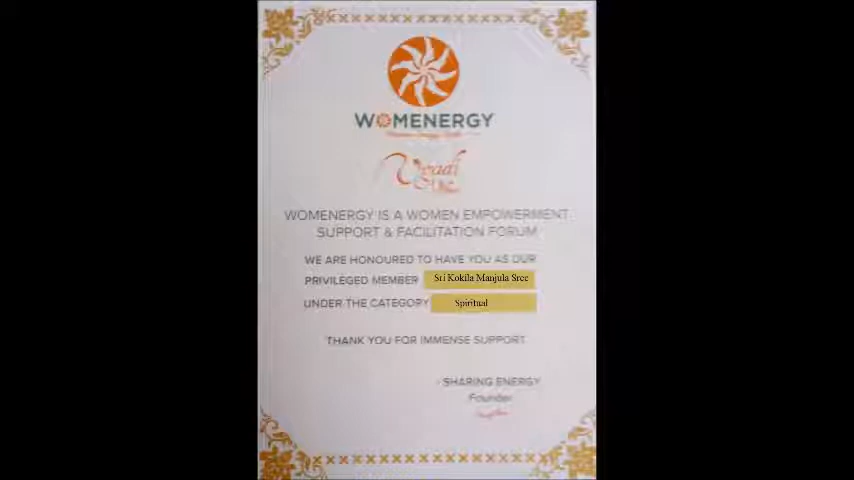 WOMENERGY
WOMENERGY IS A WOMEN EMPOWERMENT
SUPPORT & FACILITATION FORUM
WE ARE HONOURED TO HAVE YOU AS OUR
PRIVILEGED MEMBER Sri Kokila Manjula Sree
UNDER THE CATEGORY Spiritual
THANK YOU FOR IMMENSE SUPPORT
- SHARING ENERGY
Founder